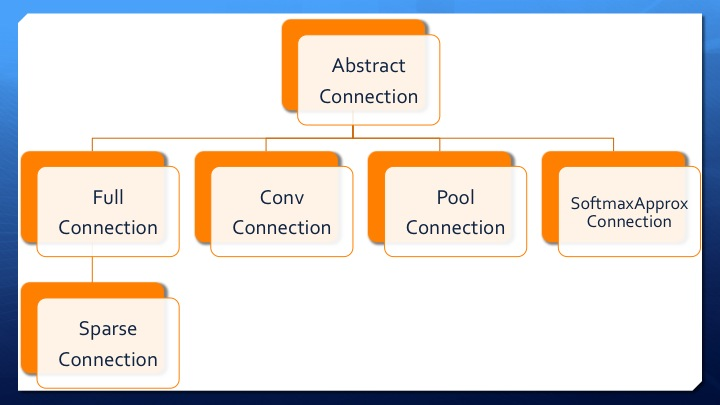 Abstract
Connection
Full
Connection
Conv
Connection
Pool
Connection
SoftmaxApprox
Connection
Sparse
Connection